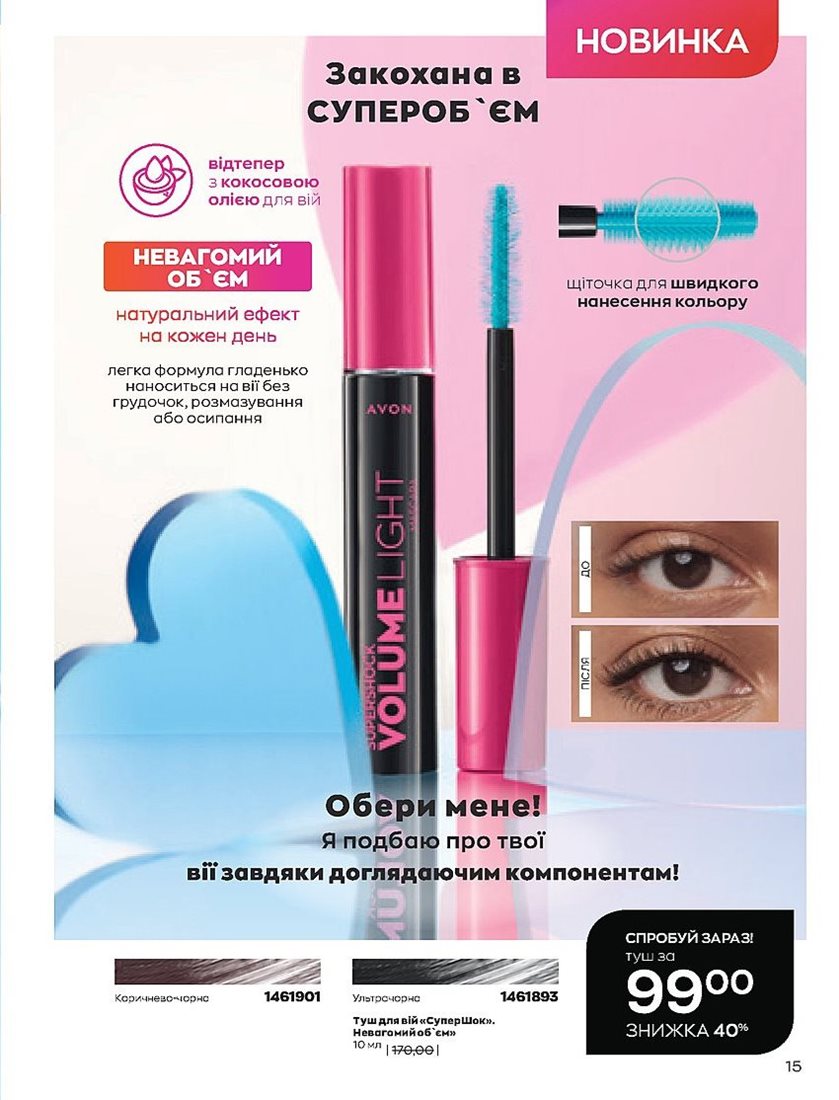 НОВИНКА
Закохана в
СУПЕРОБ`ЄМ
відтепер
з кокосовою
олією для вій
НЕВАГОМИЙ
ОБ`ЄМ
натуральний ефект
на кожен день
легка формула гладенько
наноситься на вії без
грудочок, розмазування
або осипання
щіточка для швидкого
нанесення кольору
AVON
SUPERSHOCK
VOLUME LIGHT
MASCARA
ДО
ПІСЛЯ
Обери мене!
Я подбаю про твої
вії завдяки доглядаючим компонентам!
Коричнево-чорна 1461901
Ультрачорна 1461893
Туш для вій «СуперШок».
Невагомий об`єм»
10 мл | 170,00 |
СПРОБУЙ ЗАРАЗ!
туш за
99⁰⁰
ЗНИЖКА 40%
15